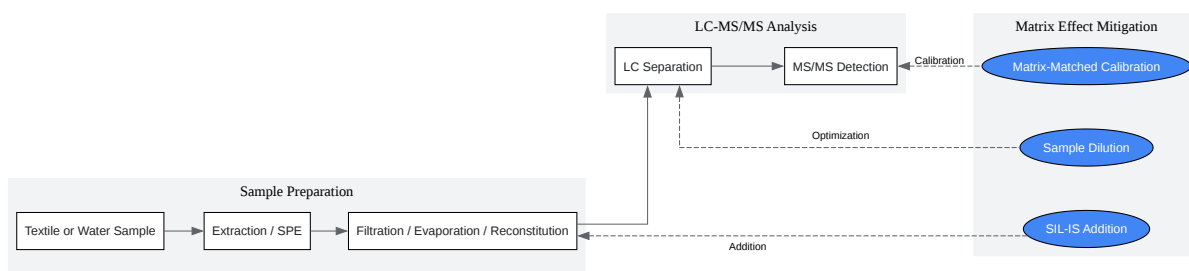 LC-MS/MS Analysis
Matrix Effect Mitigation
LC Separation
MS/MS Detection
Calibration
Matrix-Matched Calibration
Optimization
Sample Dilution
Sample Preparation
Textile or Water Sample
Extraction / SPE
Filtration / Evaporation / Reconstitution
Addition
SIL-IS Addition